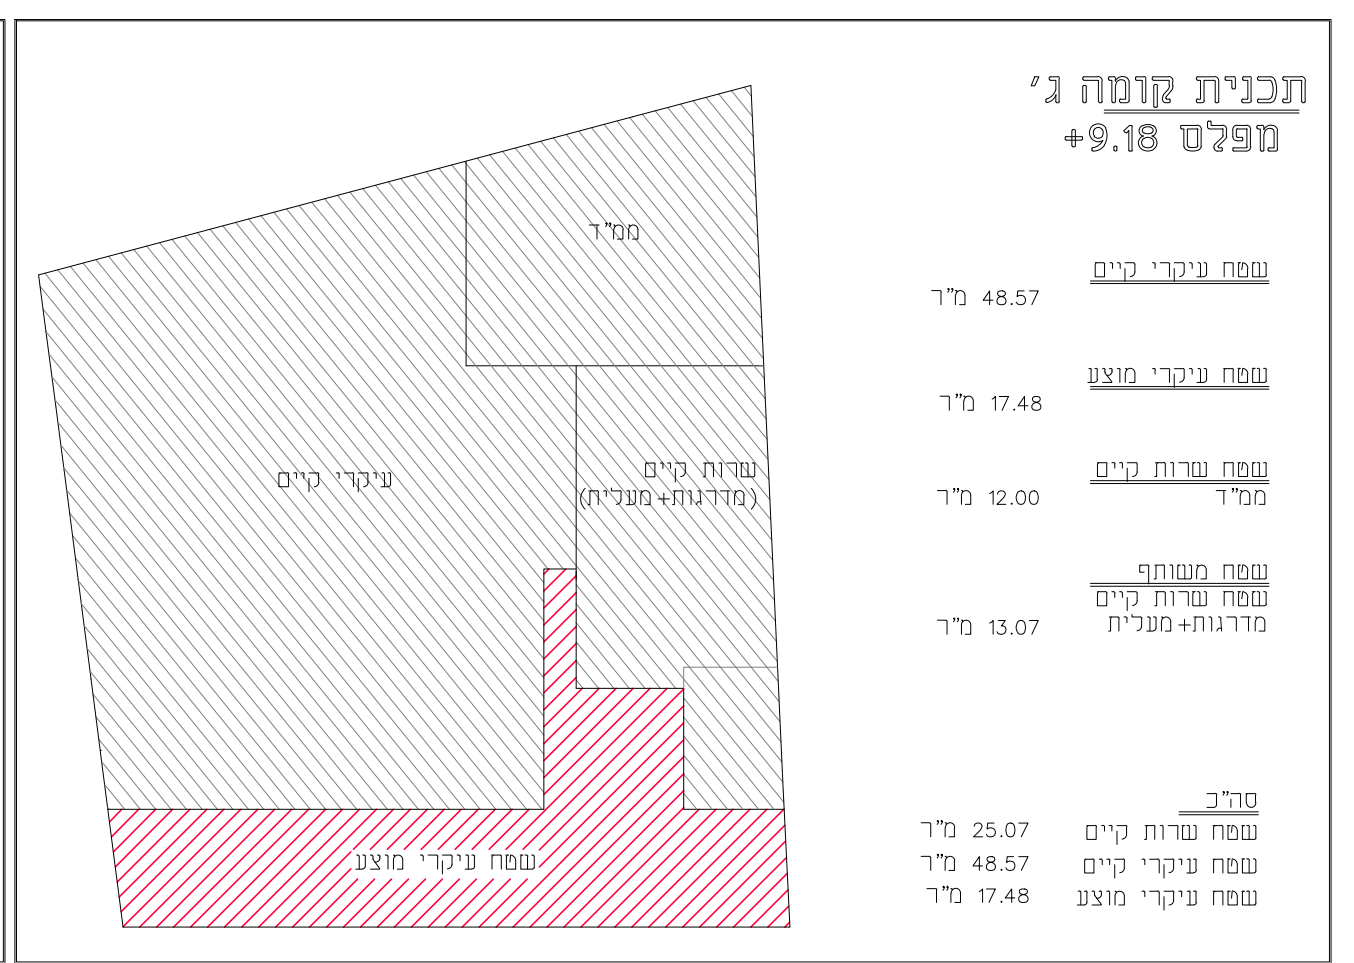 תכנית קומה ג'
מפלס 9.18+
ממ"ד
עיקרי קיים
שרות קיים
(מדרגות+מעלית)
שטח עיקרי מוצע
שטח עיקרי קיים
48.57 מ"ר
שטח עיקרי מוצע
17.48 מ"ר
שטח שרות קיים
ממ"ד 12.00 מ"ר
שטח משותף
שטח שרות קיים
מדרגות+מעלית 13.07 מ"ר
סה"כ
שטח שרות קיים 25.07 מ"ר
שטח עיקרי קיים 48.57 מ"ר
שטח עיקרי מוצע 17.48 מ"ר